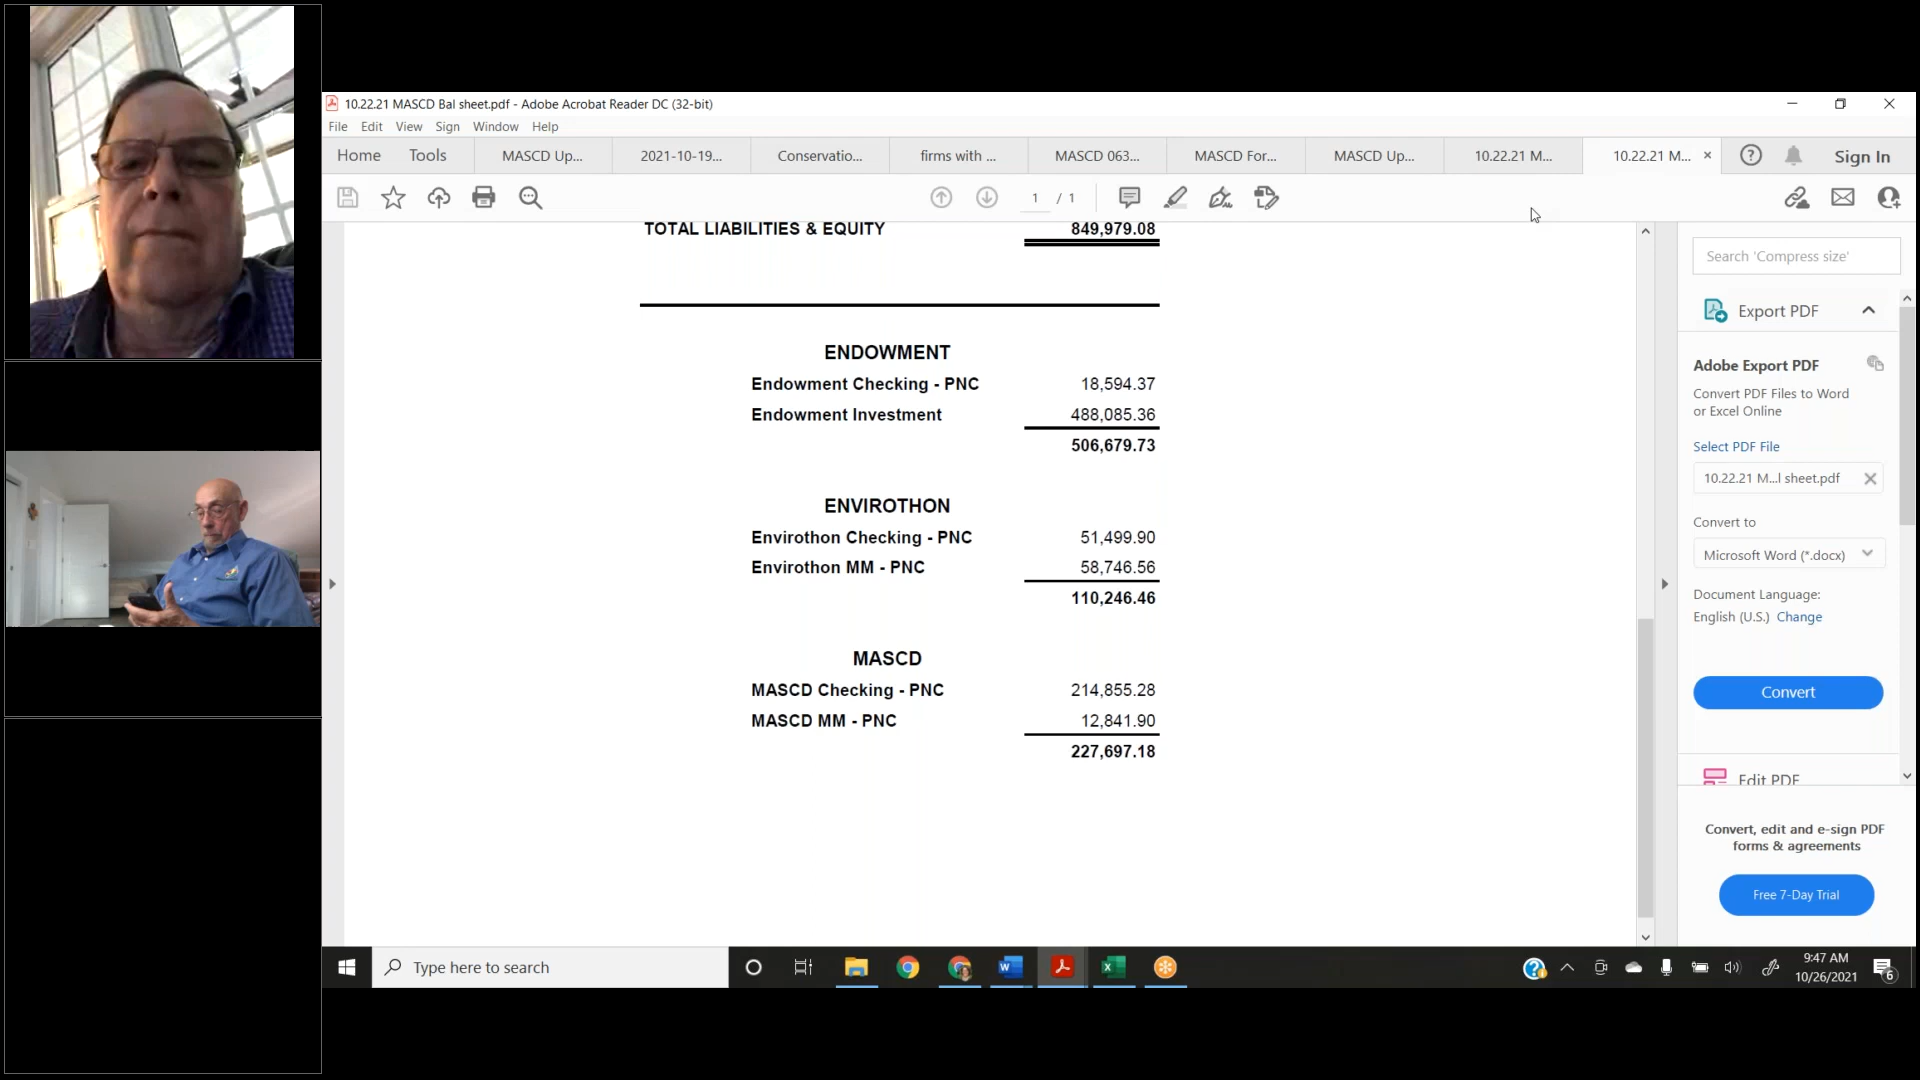 10.22.21 MASCD Bal sheet.pdf - Adobe Acrobat Reader DC (32-bit)
File Edit View Sign Window Help
Home Tools MASCD Up... 2021-10-19... Conservatio... firms with ... MASCD 063... MASCD For... MASCD Up... 10.22.21 M... 10.22.21 M... × Sign In
1 / 1
TOTAL LIABILITIES & EQUITY 849,979.08
ENDOWMENT
Endowment Checking - PNC 18,594.37
Endowment Investment 488,085.36
506,679.73
ENVIROTHON
Envirothon Checking - PNC 51,499.90
Envirothon MM - PNC 58,746.56
110,246.46
MASCD
MASCD Checking - PNC 214,855.28
MASCD MM - PNC 12,841.90
227,697.18
Search 'Compress size'
Export PDF
Adobe Export PDF
Convert PDF Files to Word
or Excel Online
Select PDF File
10.22.21 M...l sheet.pdf
Convert to
Microsoft Word (*.docx)
Document Language:
English (U.S.) Change
Convert
Edit PDF
Convert, edit and e-sign PDF
forms & agreements
Free 7-Day Trial
Type here to search
9:47 AM
10/26/2021
6